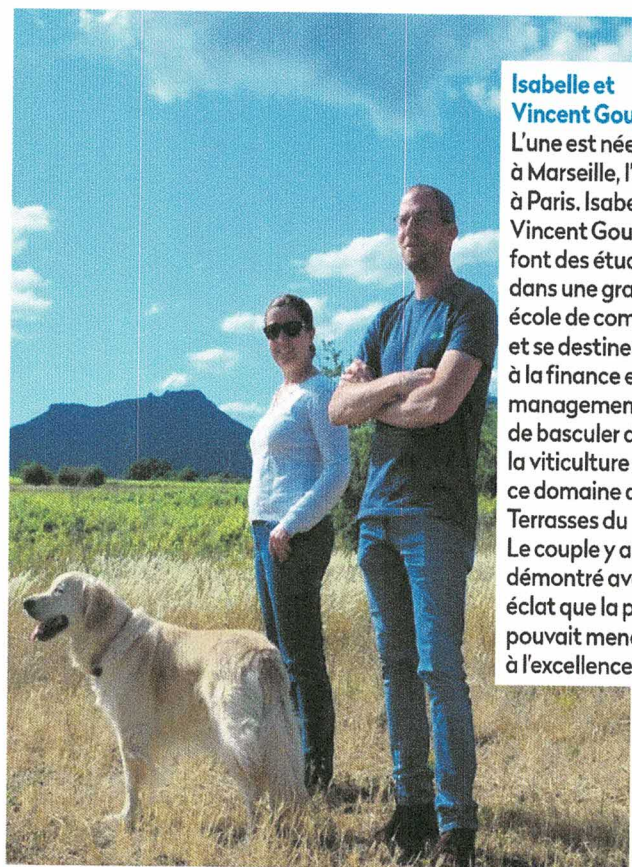 Isabelle et
Vincent Gou
L'une est née
à Marseille, l'
à Paris. Isabe
Vincent Gou
font des étud
dans une gra
école de com
et se destine
à la finance e
managemen
de basculer d
la viticulture
ce domaine d
Terrasses du
Le couple y a
démontré av
éclat que la p
pouvait mene
à l'excellence